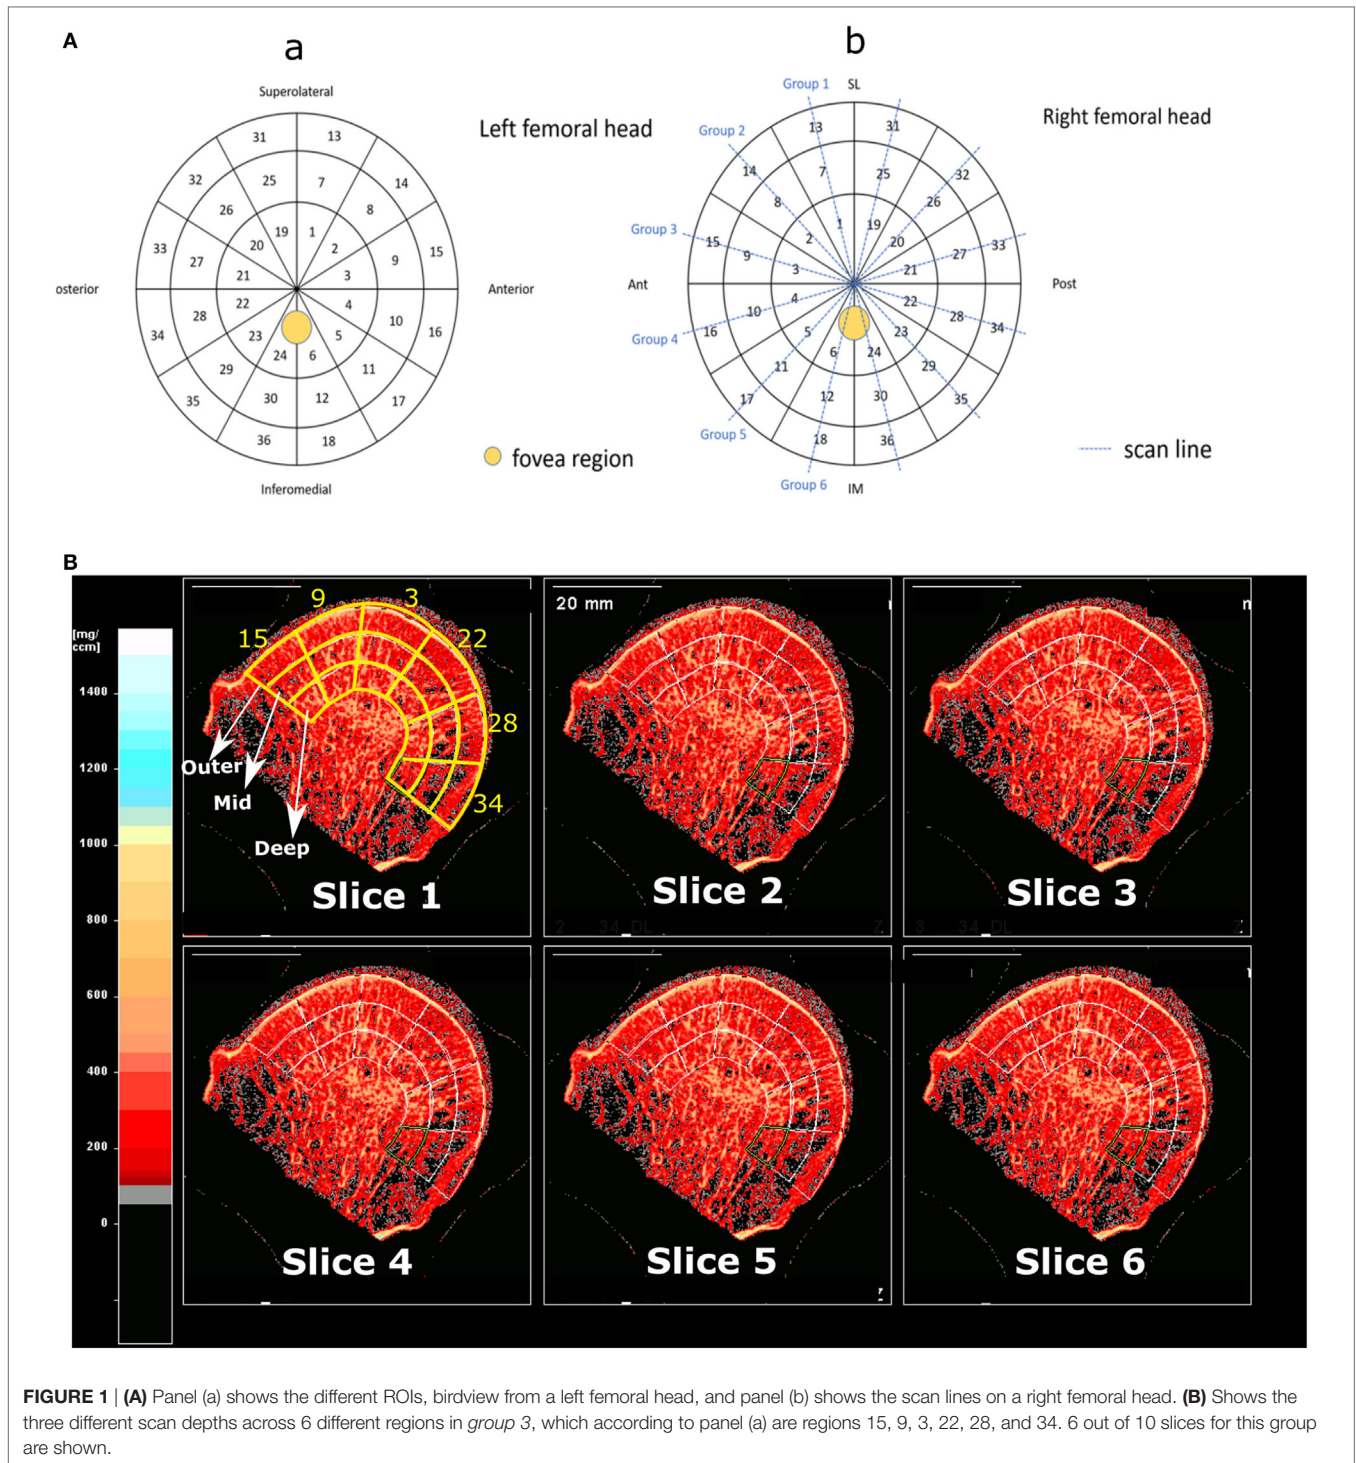 A
a
b
Superolateral
Left femoral head
31 13
32 25 7 14
26 8
33 19 1 15
20 2
27 9
21 3
osterior
Anterior
22 4
28 10
34 23 5 16
24 6
29 11
35 30 12 17
36 18
Inferomedial
fovea region
Group 1 SL
Right femoral head
Group 2
13 31
14 7 25 32
8 26
Group 3
1 19
15 2 20 33
9 27
3 21
Ant
Post
4 22
10 28
Group 4 16 5 23 34
6 24
11 29
17 12 30 35
Group 5
18 36
Group 6 IM
scan line
B
[mg/
ccm]
1400
1200
1000
800
600
400
200
0
9 3
15 22
28
34
Outer
Mid
Deep
Slice 1
20 mm
Slice 2
2 34_DL Z
Slice 3
3 34_DL Z
Slice 4
Slice 5
Z
Slice 6
FIGURE 1 | (A) Panel (a) shows the different ROIs, birdview from a left femoral head, and panel (b) shows the scan lines on a right femoral head. (B) Shows the
three different scan depths across 6 different regions in group 3, which according to panel (a) are regions 15, 9, 3, 22, 28, and 34. 6 out of 10 slices for this group
are shown.